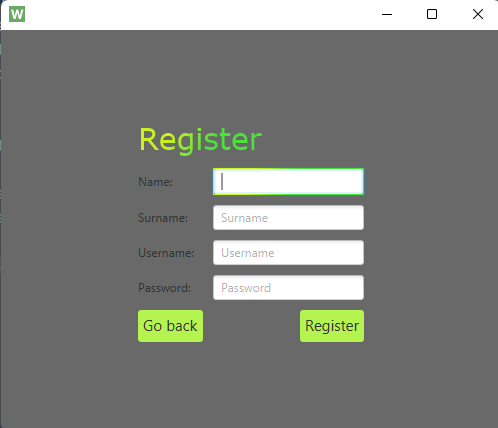 W
Register
Name:
Surname: Surname
Username: Username
Password: Password
Go back Register